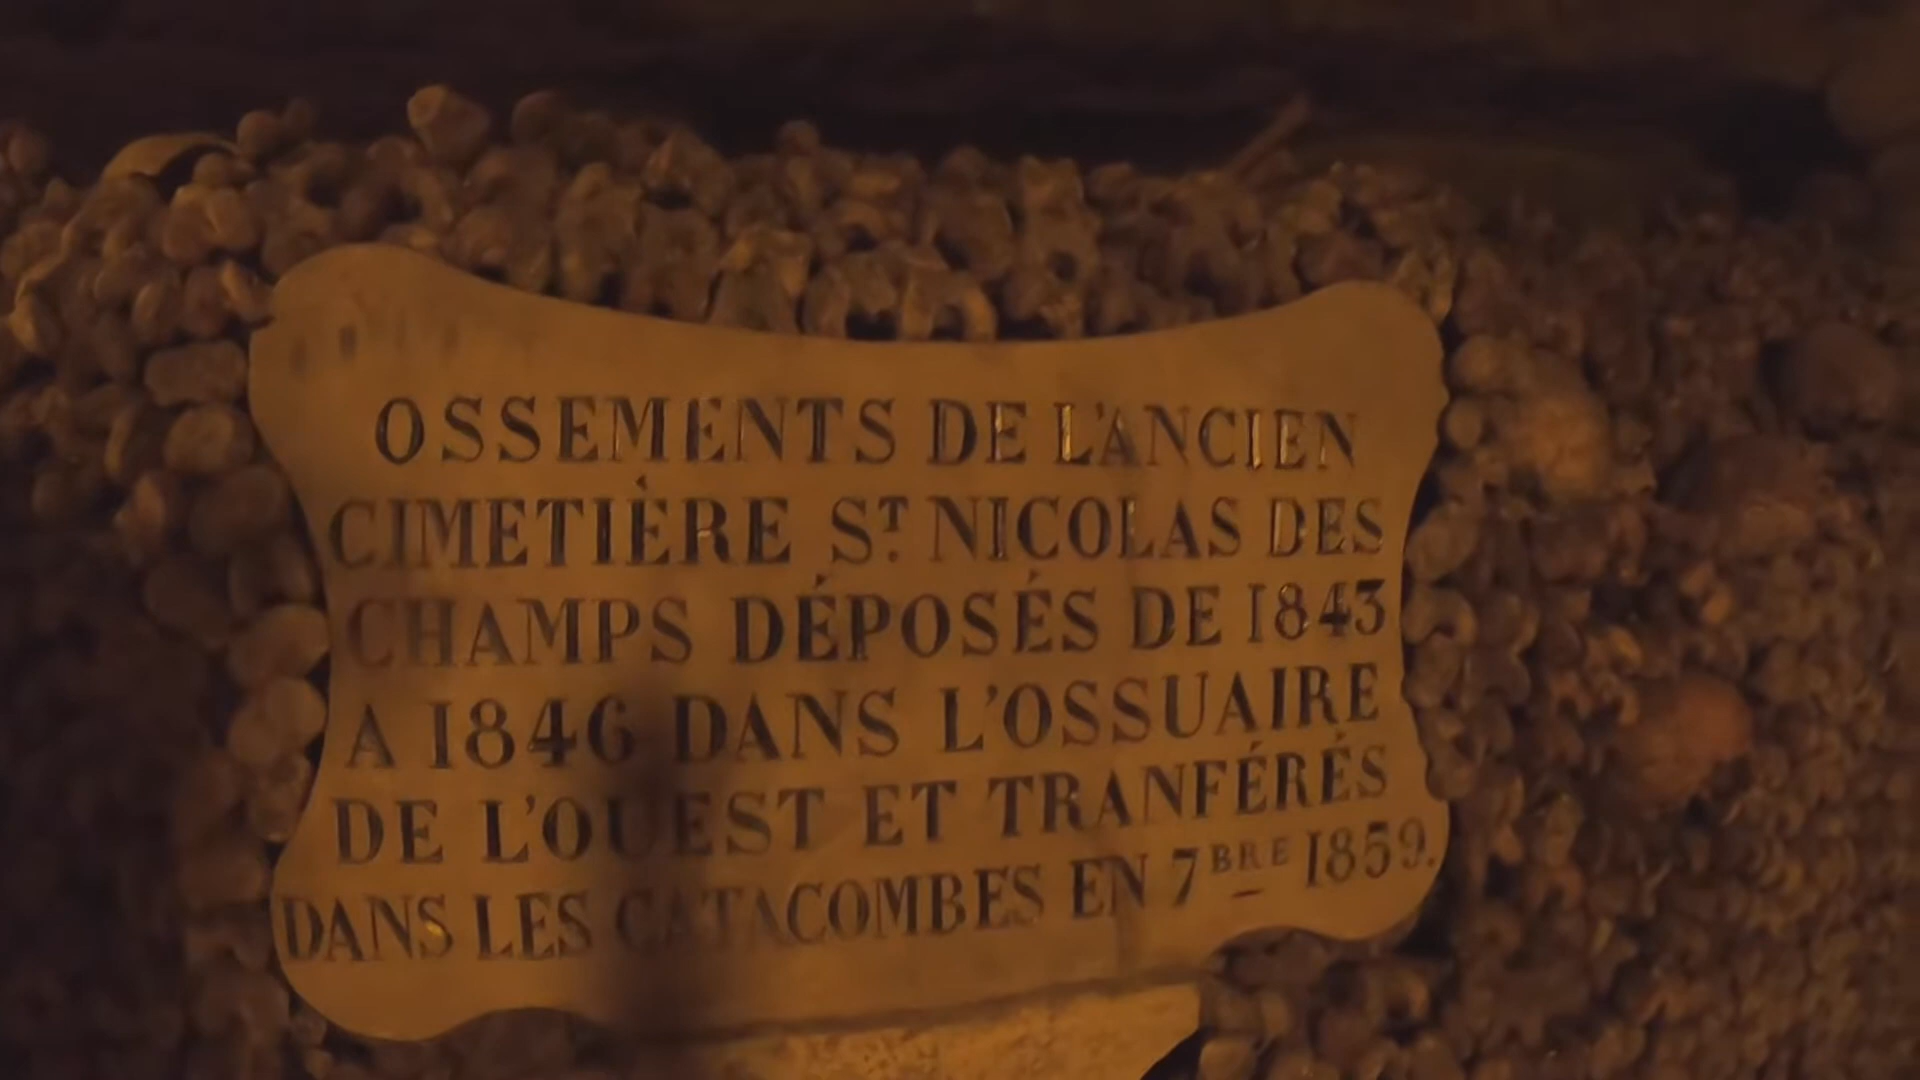 OSSEMENTS DE L'ANCIEN
CIMETIÈRE ST. NICOLAS DES
CHAMPS DÉPOSÉS DE 1843
A 1846 DANS L'OSSUAIRE
DE L'OUEST ET TRANFÉRÉS
DANS LES CATACOMBES EN 7BRE 1859.